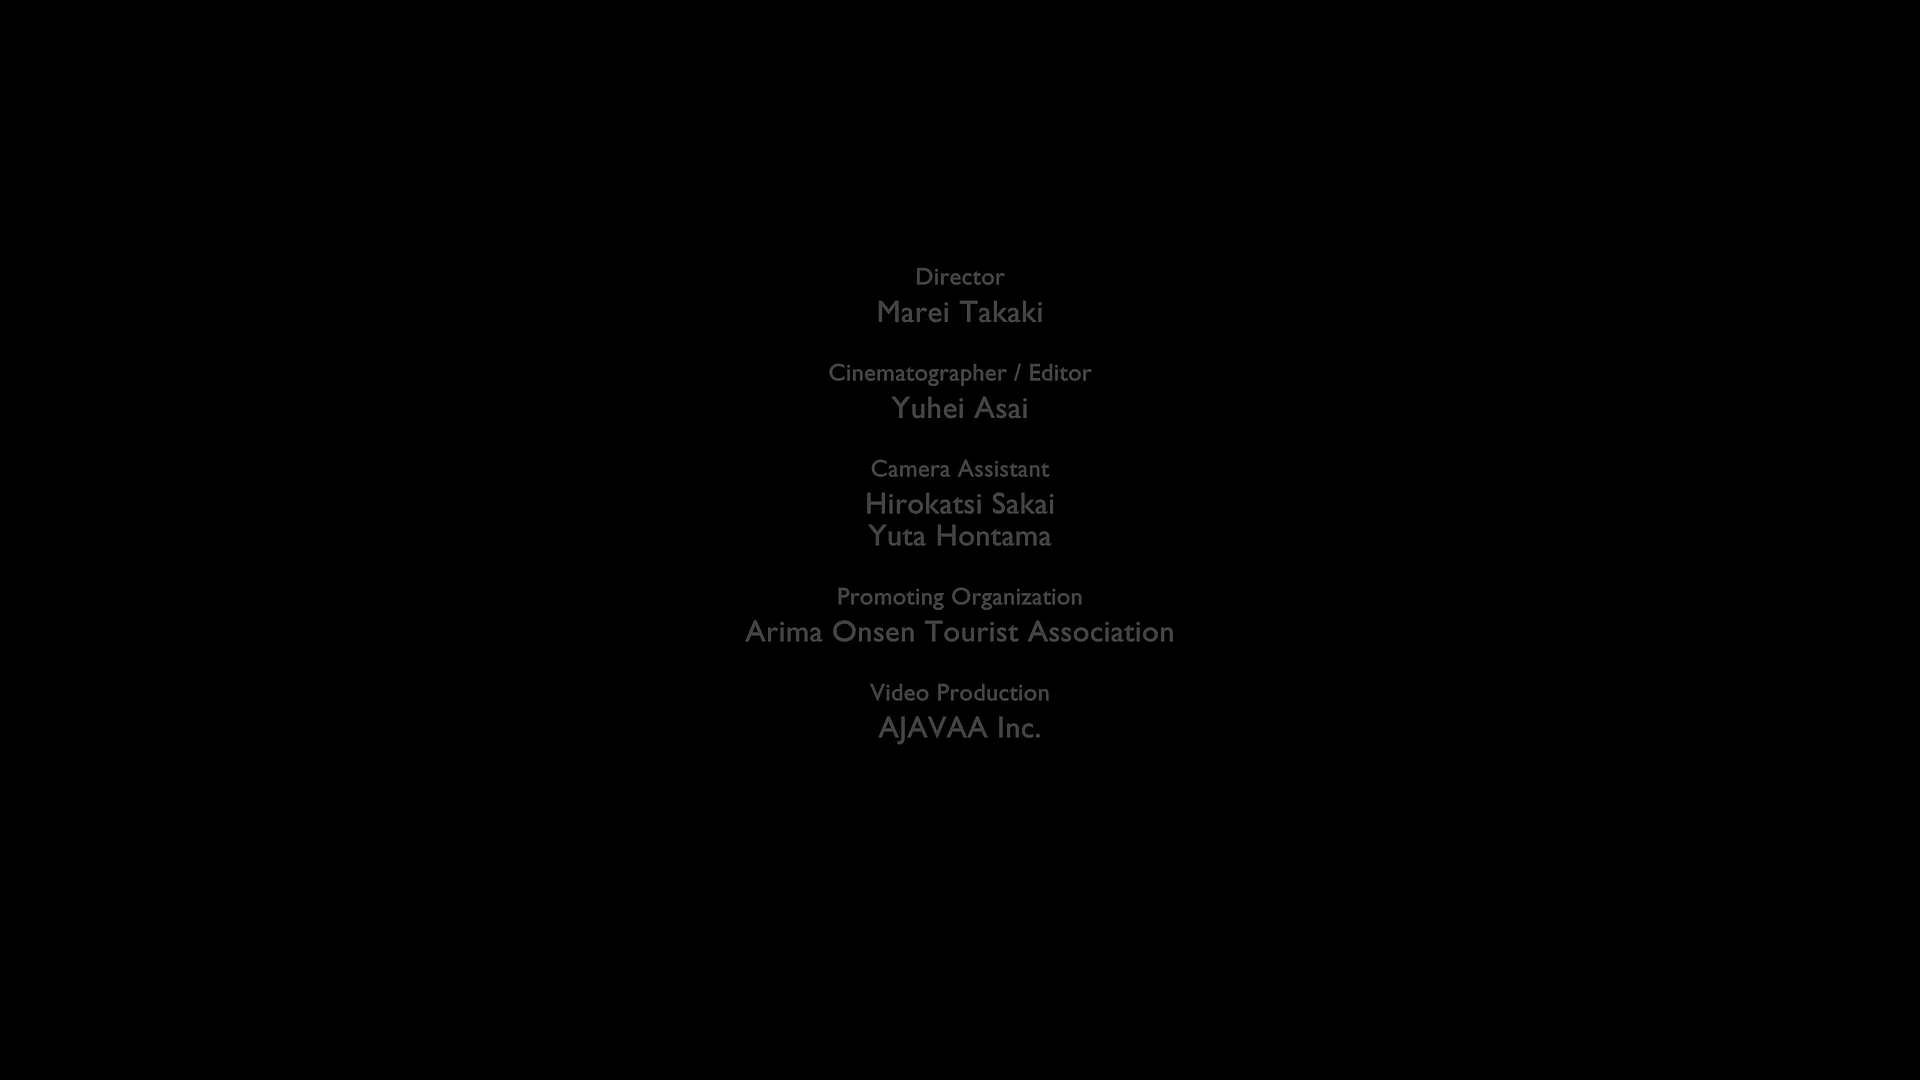 Director
Marei Takaki
Cinematographer / Editor
Yuhei Asai
Camera Assistant
Hirokatsi Sakai
Yuta Hontama
Promoting Organization
Arima Onsen Tourist Association
Video Production
AJAVAA Inc.